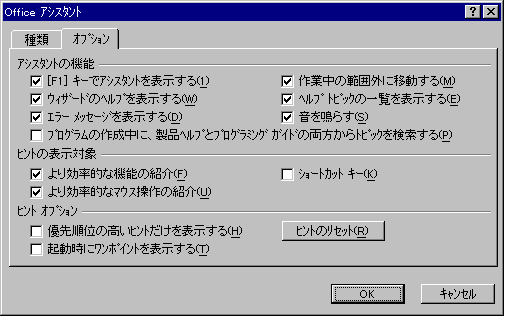 Office アシスタント
種類 オプション
アシスタントの機能
[F1] キーでアシスタントを表示する(1) 作業中の範囲外に移動する(M)
ウィザードのヘルプを表示する(W) ヘルプ トピックの一覧を表示する(E)
エラー メッセージを表示する(D) 音を鳴らす(S)
プログラムの作成中に、製品ヘルプとプログラミング ガイドの両方からトピックを検索する(P)
ヒントの表示対象
より効率的な機能の紹介(F) ショートカット キー(K)
より効率的なマウス操作の紹介(U)
ヒント オプション
優先順位の高いヒントだけを表示する(H) ヒントのリセット(R)
起動時にワンポイントを表示する(T)
OK キャンセル